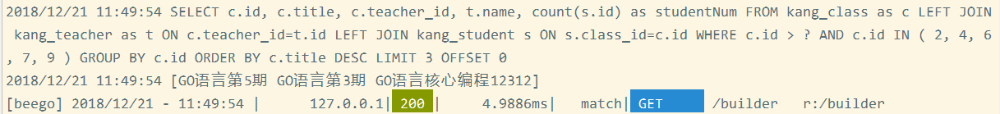 2018/12/21 11:49:54 SELECT c.id, c.title, c.teacher_id, t.name, count(s.id) as studentNum FROM kang_class as c LEFT JOIN
kang_teacher as t ON c.teacher_id=t.id LEFT JOIN kang_student s ON s.class_id=c.id WHERE c.id > ? AND c.id IN ( 2, 4, 6
, 7, 9 ) GROUP BY c.id ORDER BY c.title DESC LIMIT 3 OFFSET 0
2018/12/21 11:49:54 [GO语言第5期 GO语言第3期 GO语言核心编程12312]
[beego] 2018/12/21 - 11:49:54 | 127.0.0.1| 200 | 4.9886ms| match| GET /builder r:/builder